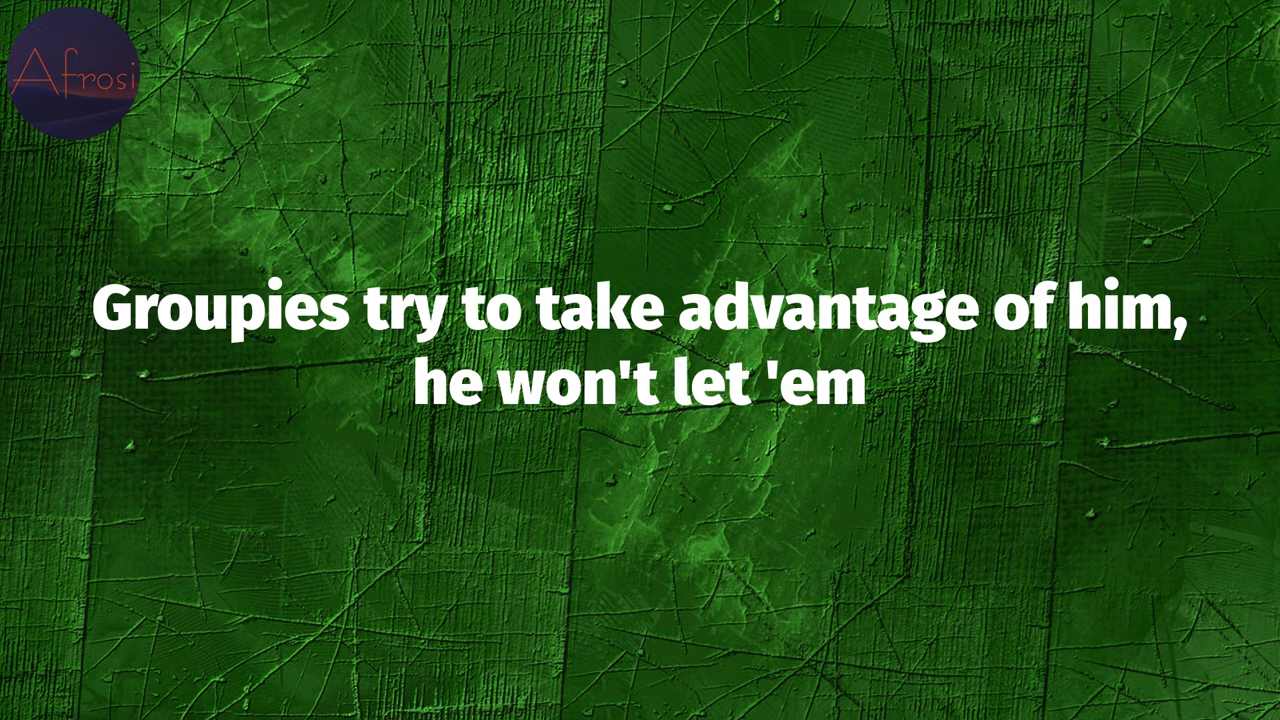 Afrosi
Groupies try to take advantage of him,
he won't let 'em